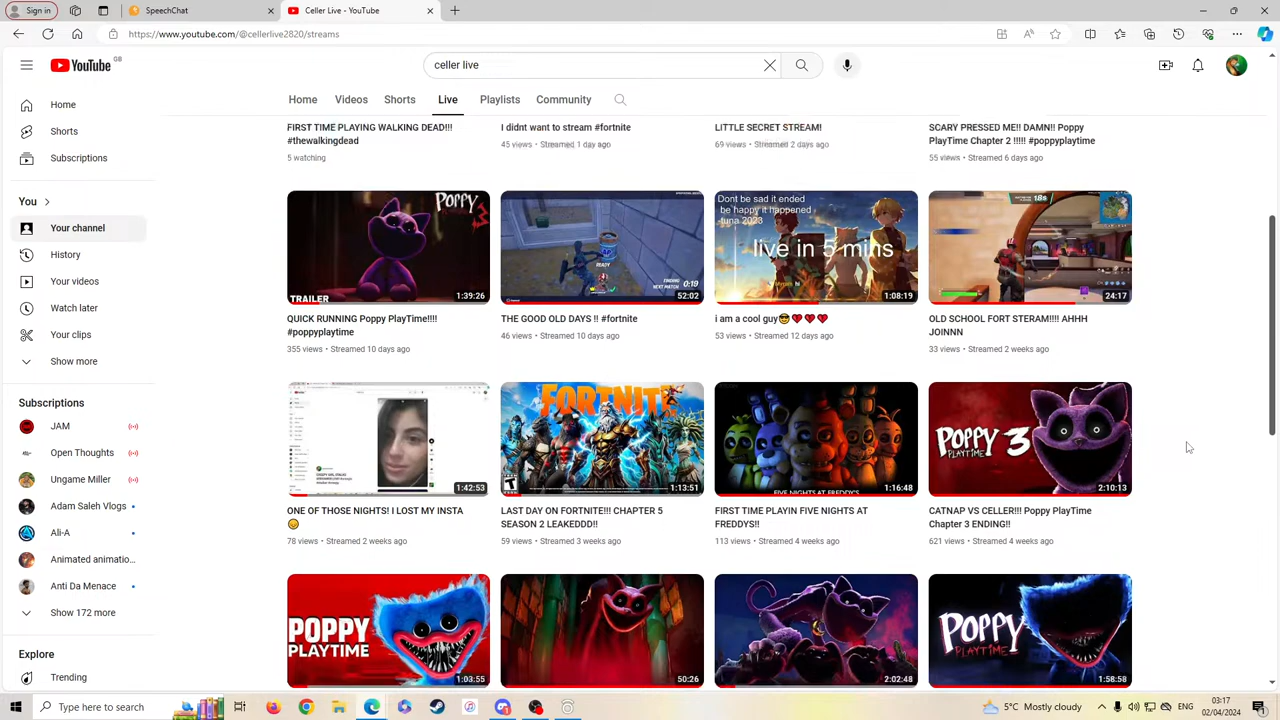 Sign in
SpeechChat
Celler Live - YouTube
https://www.youtube.com/@cellerlive2820/streams
YouTube GB
celler live
Home Videos Shorts Live Playlists Community
Home
Shorts
Subscriptions
You
Your channel
History
Your videos
Watch later
Your clips
Show more
Subscriptions
JAM
Open Thoughts
Singarse Miller
Adam Saleh Vlogs
Ali-A
Animated animatio...
Anti Da Menace
Show 172 more
Explore
Trending
FIRST TIME PLAYING WALKING DEAD!!!
#thewalkingdead
5 watching
I didnt want to stream #fortnite
45 views • Streamed 1 day ago
LITTLE SECRET STREAM!
69 views • Streamed 2 days ago
SCARY PRESSED ME!! DAMN!! Poppy
PlayTime Chapter 2 !!!!! #poppyplaytime
55 views • Streamed 6 days ago
POPPY
3
TRAILER
1:39:26
QUICK RUNNING Poppy PlayTime!!!!
#poppyplaytime
355 views • Streamed 10 days ago
READY
FINDING
NEXT MATCH
0:19
52:02
THE GOOD OLD DAYS !! #fortnite
46 views • Streamed 10 days ago
Dont be sad it ended
be happy it happened
-tuna 2023
live in 5 mins
1:08:19
i am a cool guy😎❤️❤️❤️
53 views • Streamed 12 days ago
24:17
OLD SCHOOL FORT STERAM!!!! AHHH
JOINNN
33 views • Streamed 2 weeks ago
1:42:53
ONE OF THOSE NIGHTS! I LOST MY INSTA
78 views • Streamed 2 weeks ago
FORTNITE
1:13:51
LAST DAY ON FORTNITE!!! CHAPTER 5
SEASON 2 LEAKEDDD!!
59 views • Streamed 3 weeks ago
FIVE NIGHTS AT FREDDY'S
1:16:48
FIRST TIME PLAYIN FIVE NIGHTS AT
FREDDYS!!
113 views • Streamed 4 weeks ago
POPPY 3
PLAYTIME
2:10:13
CATNAP VS CELLER!!! Poppy PlayTime
Chapter 3 ENDING!!
621 views • Streamed 4 weeks ago
POPPY
PLAYTIME
1:03:55
50:26
2:02:48
POPPY
PLAYTIME
1:58:58
Type here to search
5°C Mostly cloudy
03:17
02/04/2024